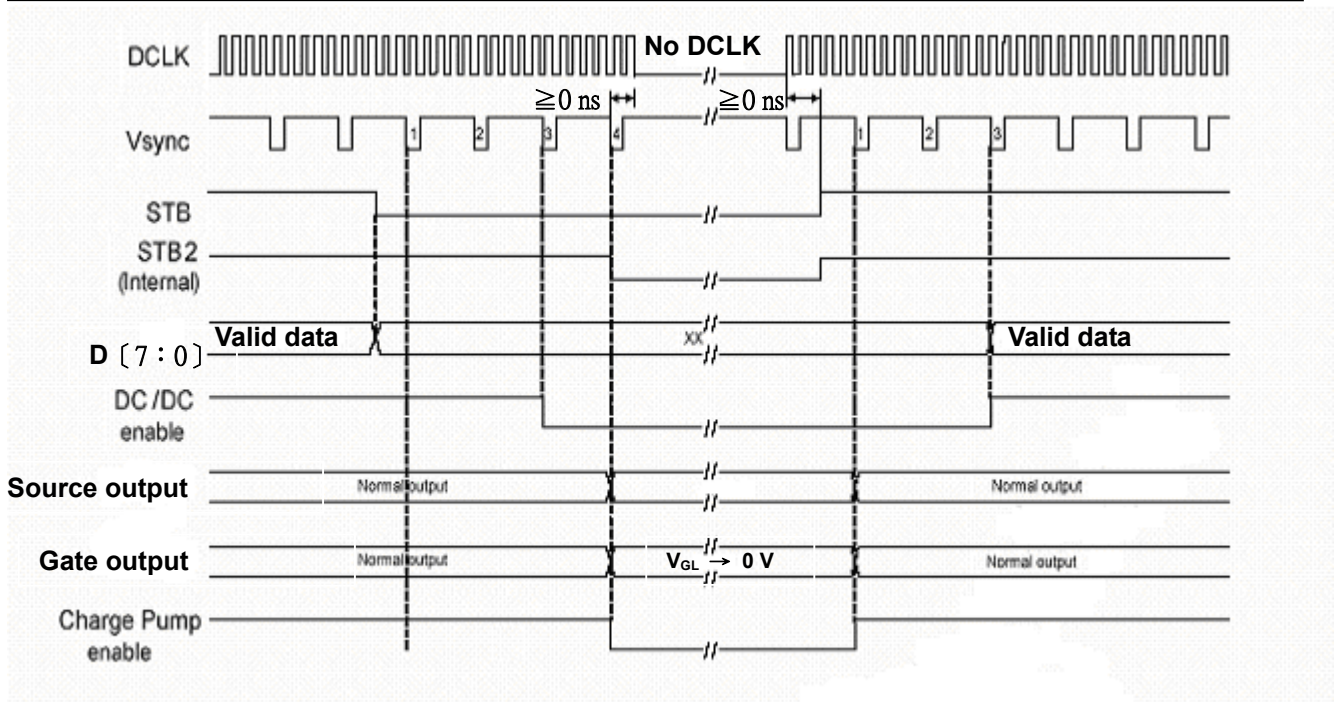 DCLK
No DCLK
≧0 ns
≧0 ns
Vsync
1
2
3
4
1
2
3
STB
STB2
(Internal)
D〔7：0〕
Valid data
XX
Valid data
DC/DC
enable
Source output
Normal output
Normal output
Gate output
Normal output
VGL → 0 V
Normal output
Charge Pump
enable